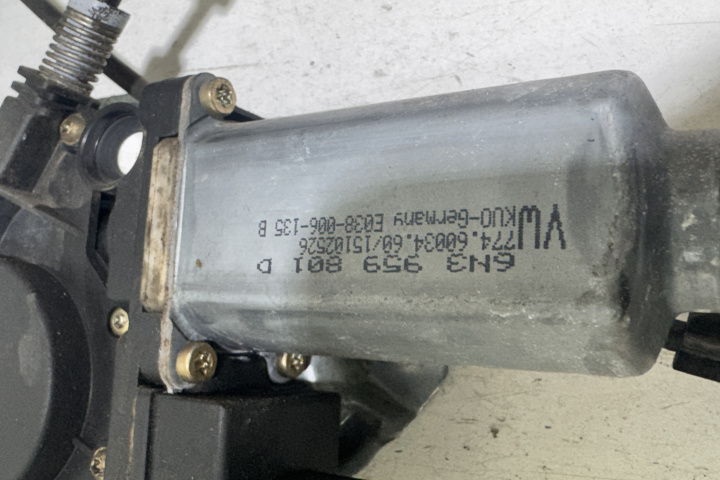 6N3 959 801 D
774.60034.60/15102526
VW KUO-Germany E038-006-135 B